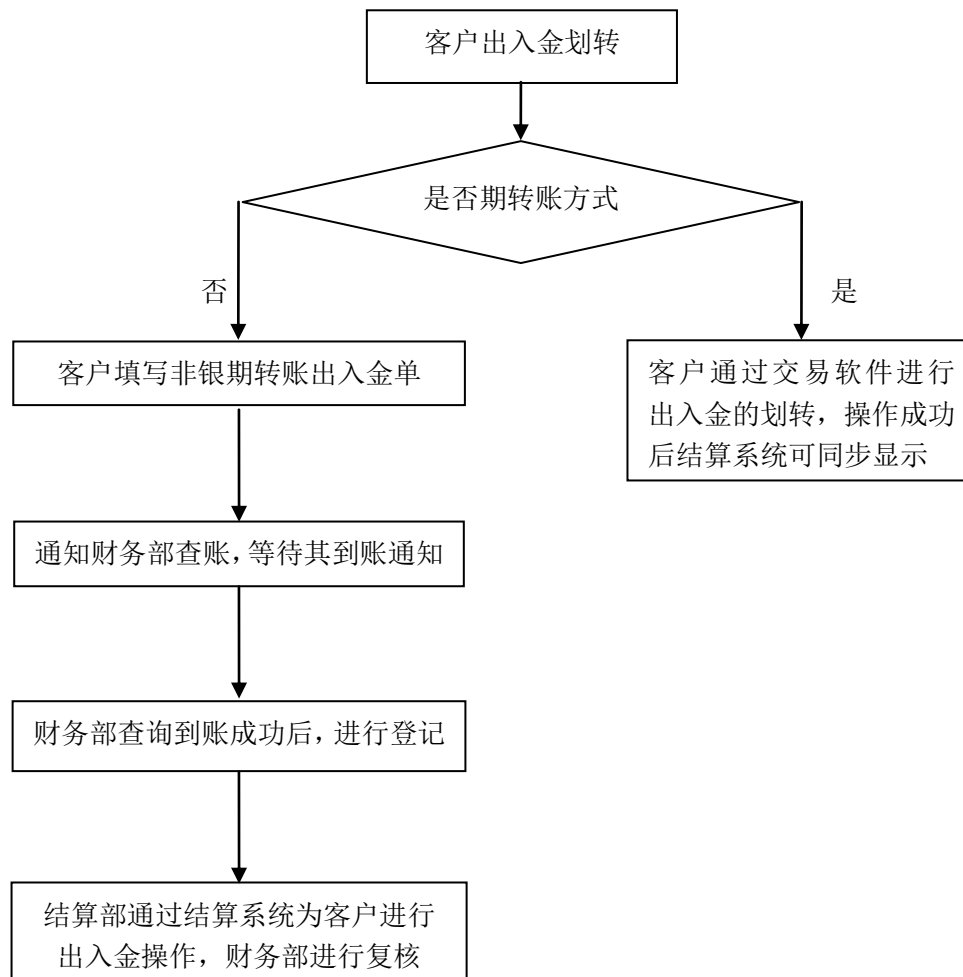 客户出入金划转
是否期转账方式
否
是
客户填写非银期转账出入金单
客户通过交易软件进行
出入金的划转，操作成功
后结算系统可同步显示
通知财务部查账，等待其到账通知
财务部查询到账成功后，进行登记
结算部通过结算系统为客户进行
出入金操作，财务部进行复核